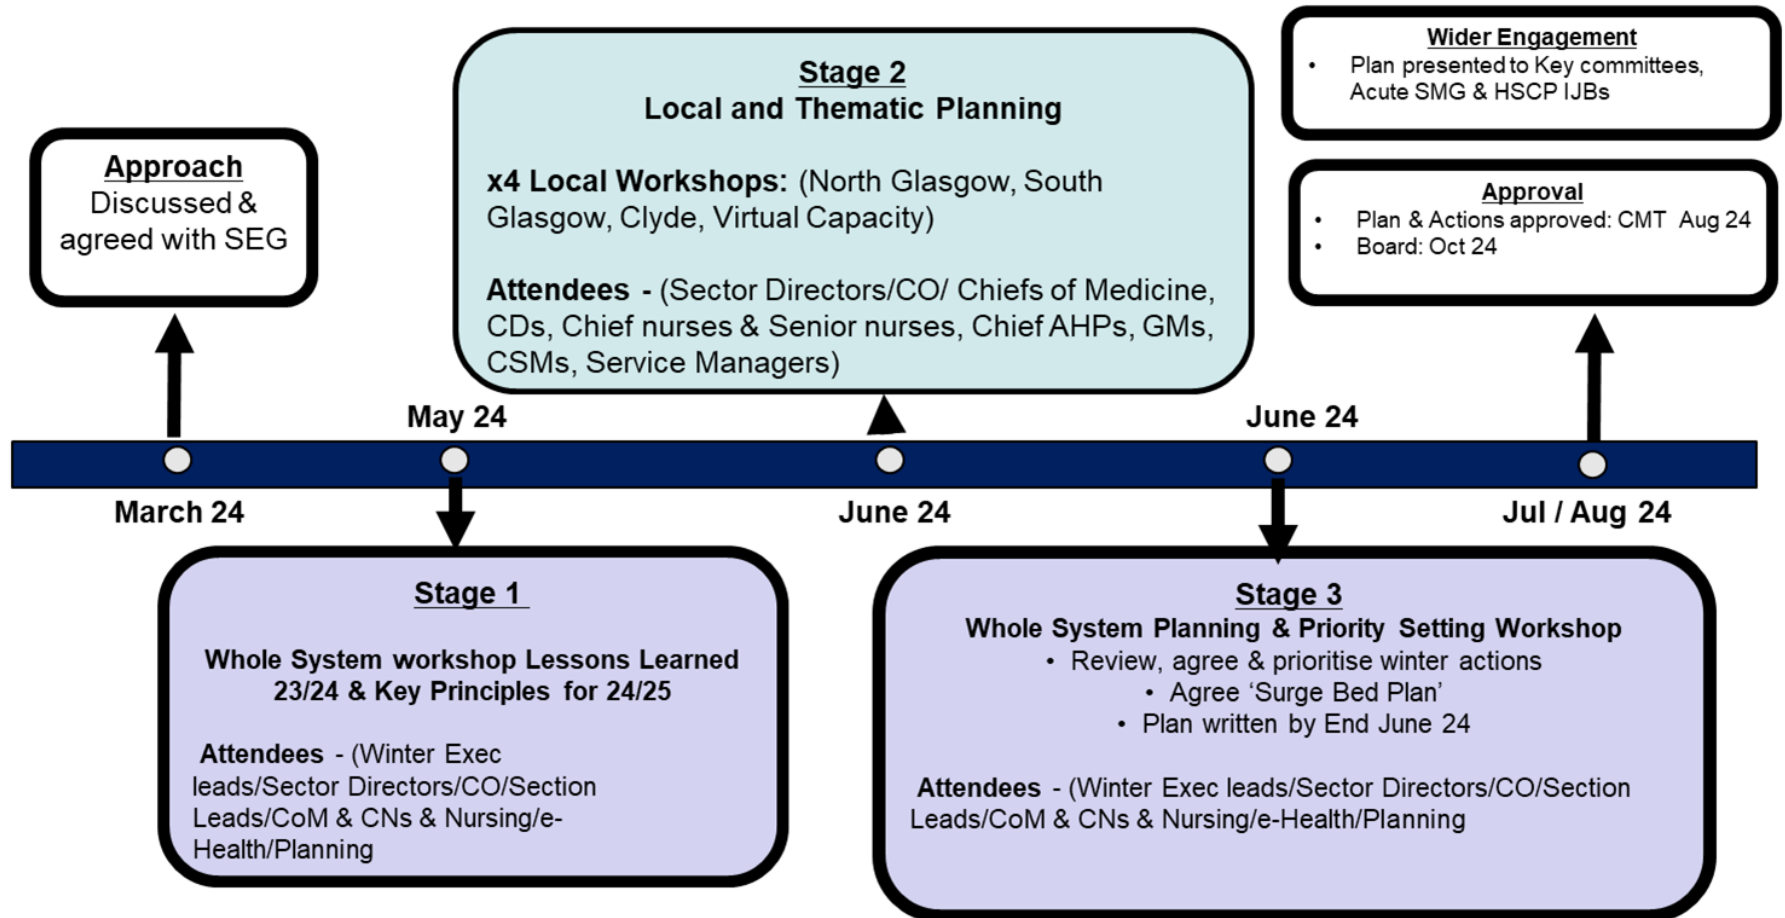 Approach
Discussed &
agreed with SEG
Stage 2
Local and Thematic Planning
x4 Local Workshops: (North Glasgow, South
Glasgow, Clyde, Virtual Capacity)
Attendees - (Sector Directors/CO/ Chiefs of Medicine,
CDs, Chief nurses & Senior nurses, Chief AHPs, GMs,
CSMs, Service Managers)
Wider Engagement
• Plan presented to Key committees,
Acute SMG & HSCP IJBs
Approval
• Plan & Actions approved: CMT Aug 24
• Board: Oct 24
May 24
June 24
March 24
June 24
Jul / Aug 24
Stage 1
Whole System workshop Lessons Learned
23/24 & Key Principles for 24/25
Attendees - (Winter Exec
leads/Sector Directors/CO/Section
Leads/CoM & CNs & Nursing/e-
Health/Planning
Stage 3
Whole System Planning & Priority Setting Workshop
• Review, agree & prioritise winter actions
• Agree ‘Surge Bed Plan’
• Plan written by End June 24
Attendees - (Winter Exec leads/Sector Directors/CO/Section
Leads/CoM & CNs & Nursing/e-Health/Planning